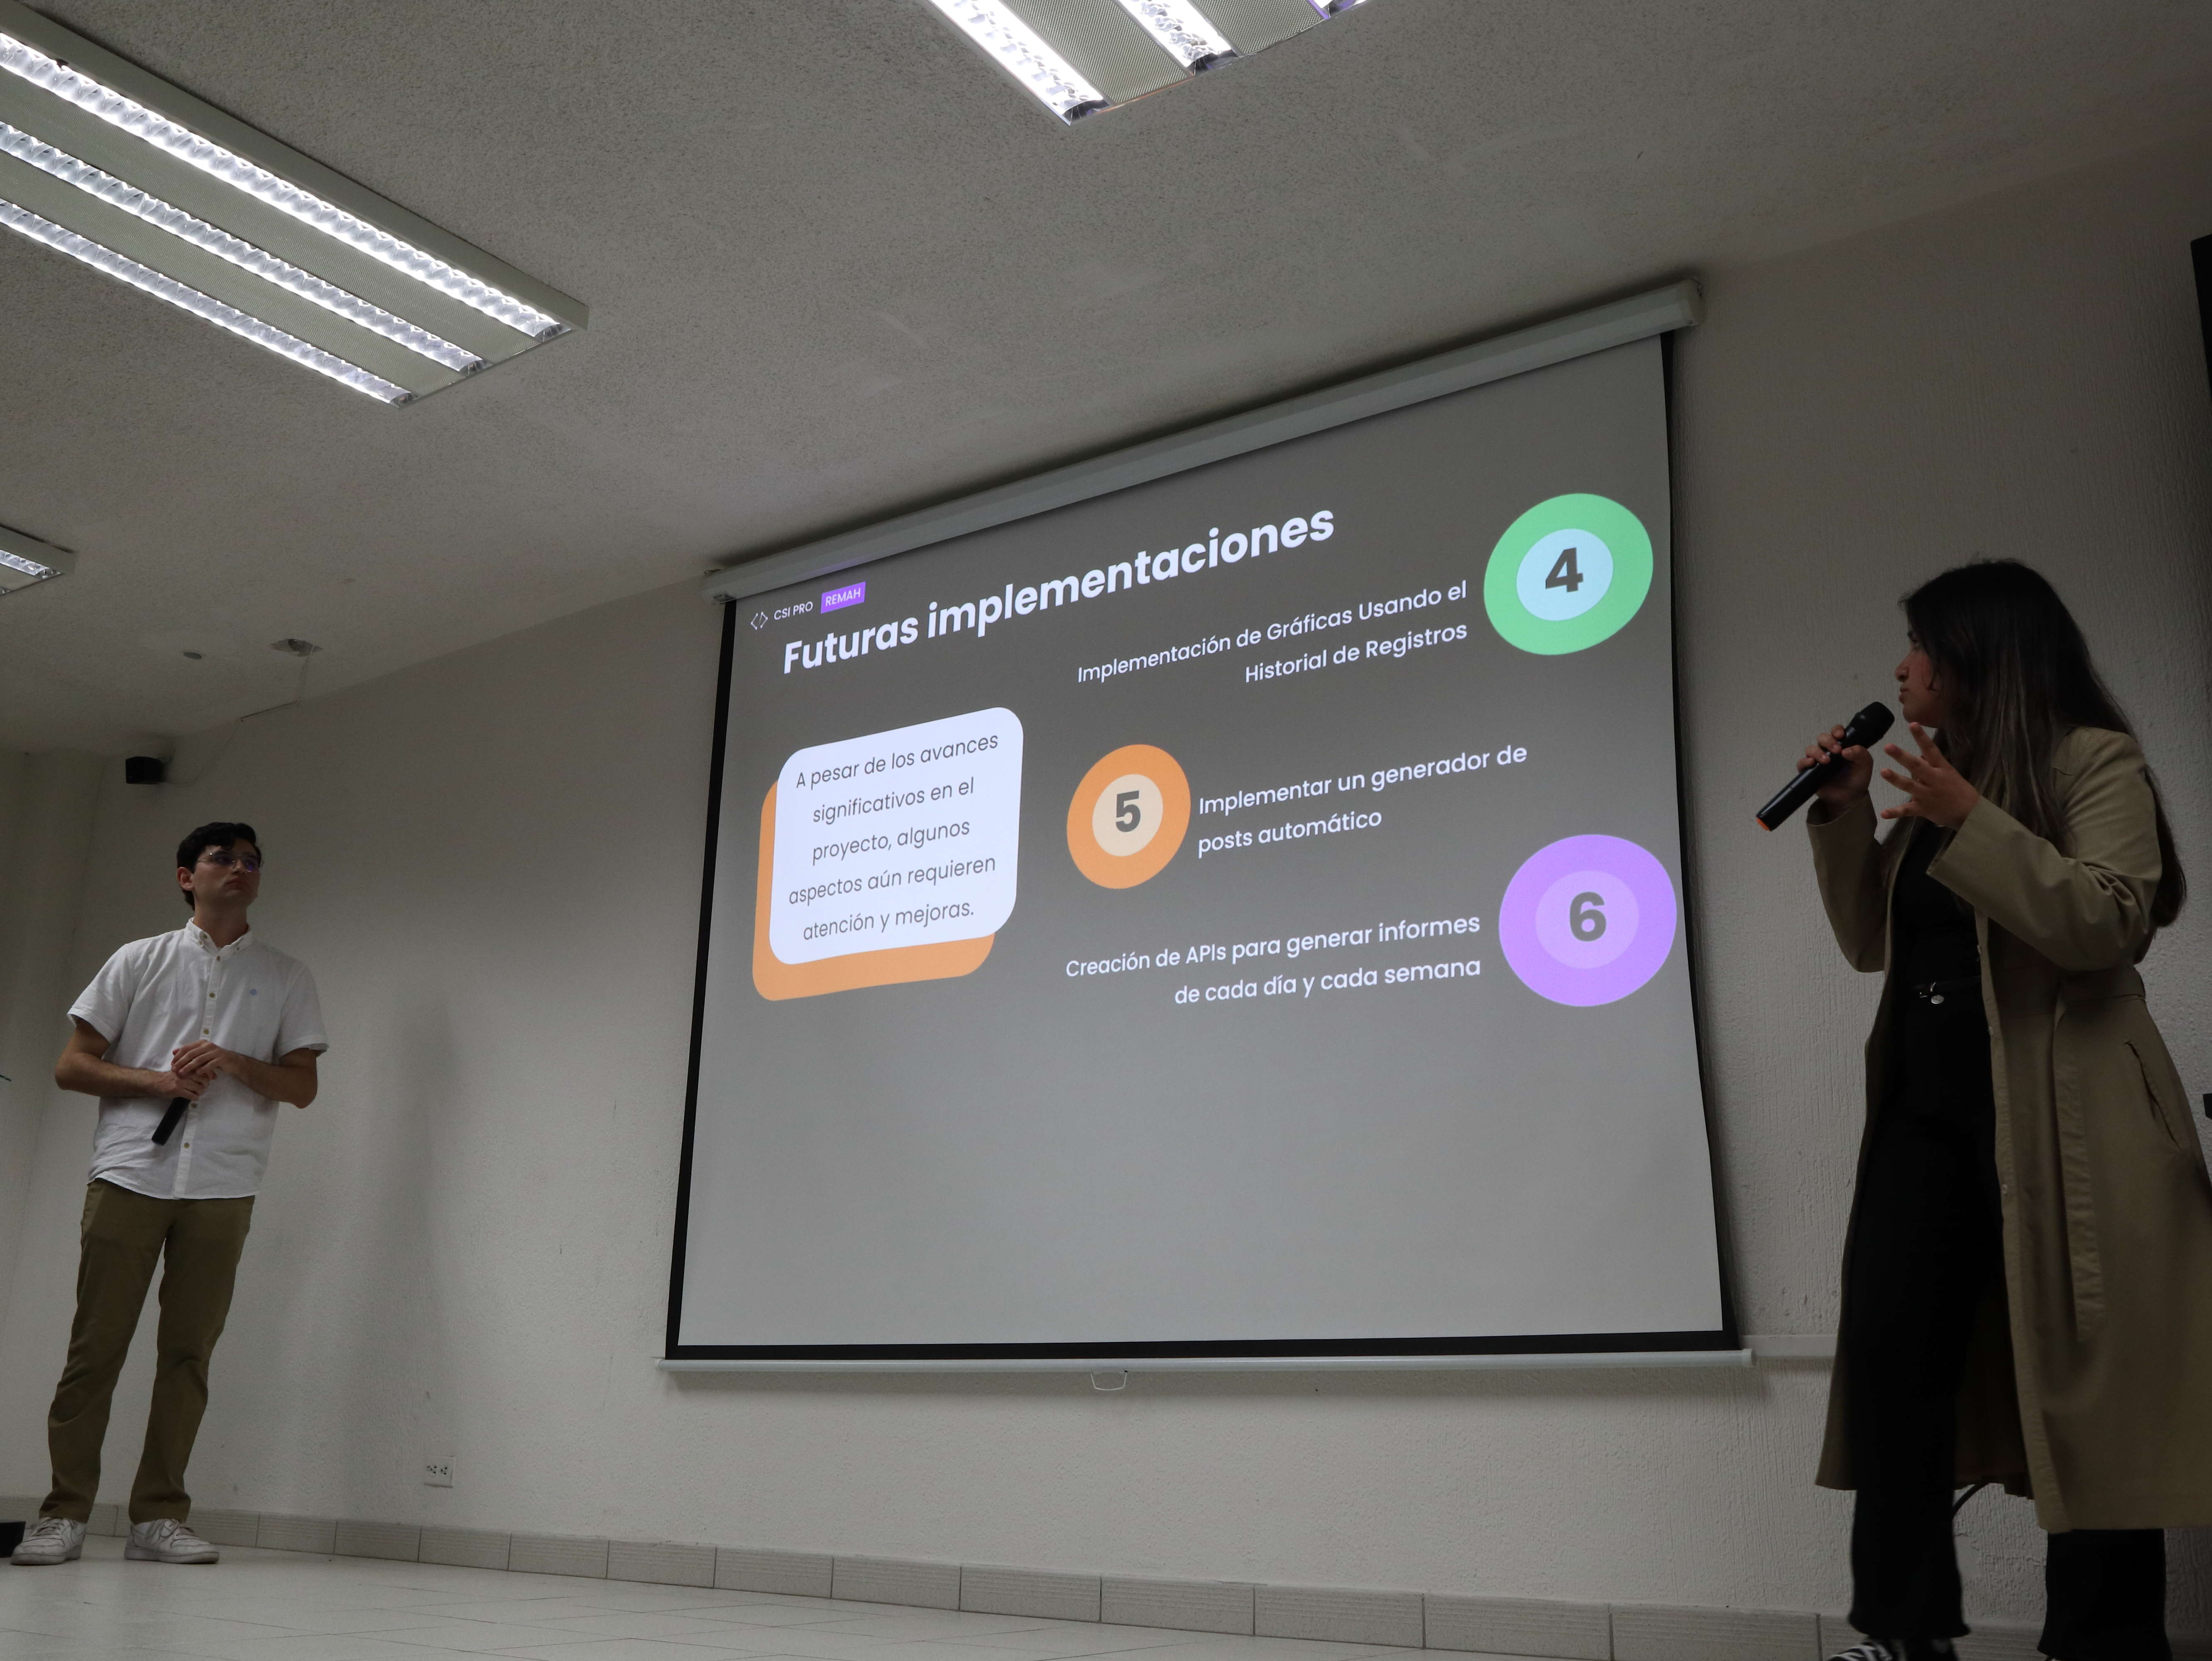 CSI PRO REMAH
Futuras implementaciones
A pesar de los avances
significativos en el
proyecto, algunos
aspectos aún requieren
atención y mejoras.
4
Implementación de Gráficas Usando el
Historial de Registros
5
Implementar un generador de
posts automático
6
Creación de APIs para generar informes
de cada día y cada semana